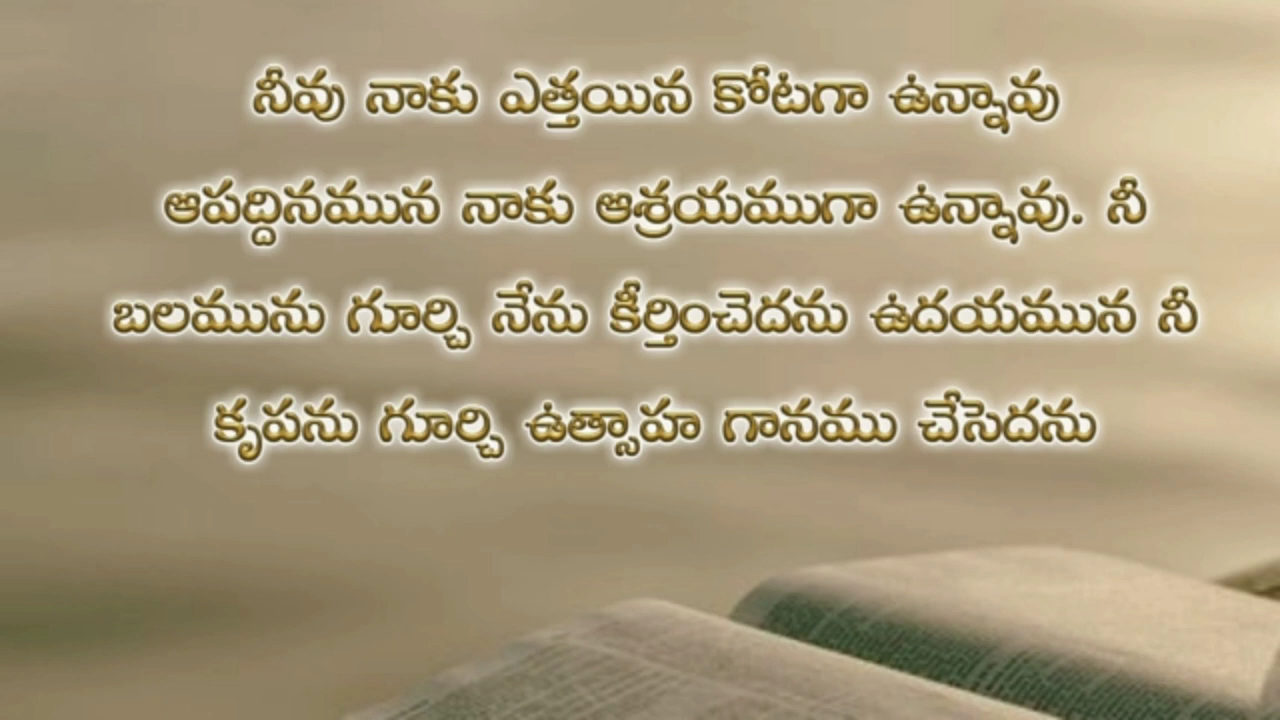 నీవు నాకు ఎత్తయిన కోటగా ఉన్నావు
ఆపద్దినమున నాకు ఆశ్రయముగా ఉన్నావు. నీ
బలమును గూర్చి నేను కీర్తించెదను ఉదయమున నీ
కృపను గూర్చి ఉత్సాహ గానము చేసెదను